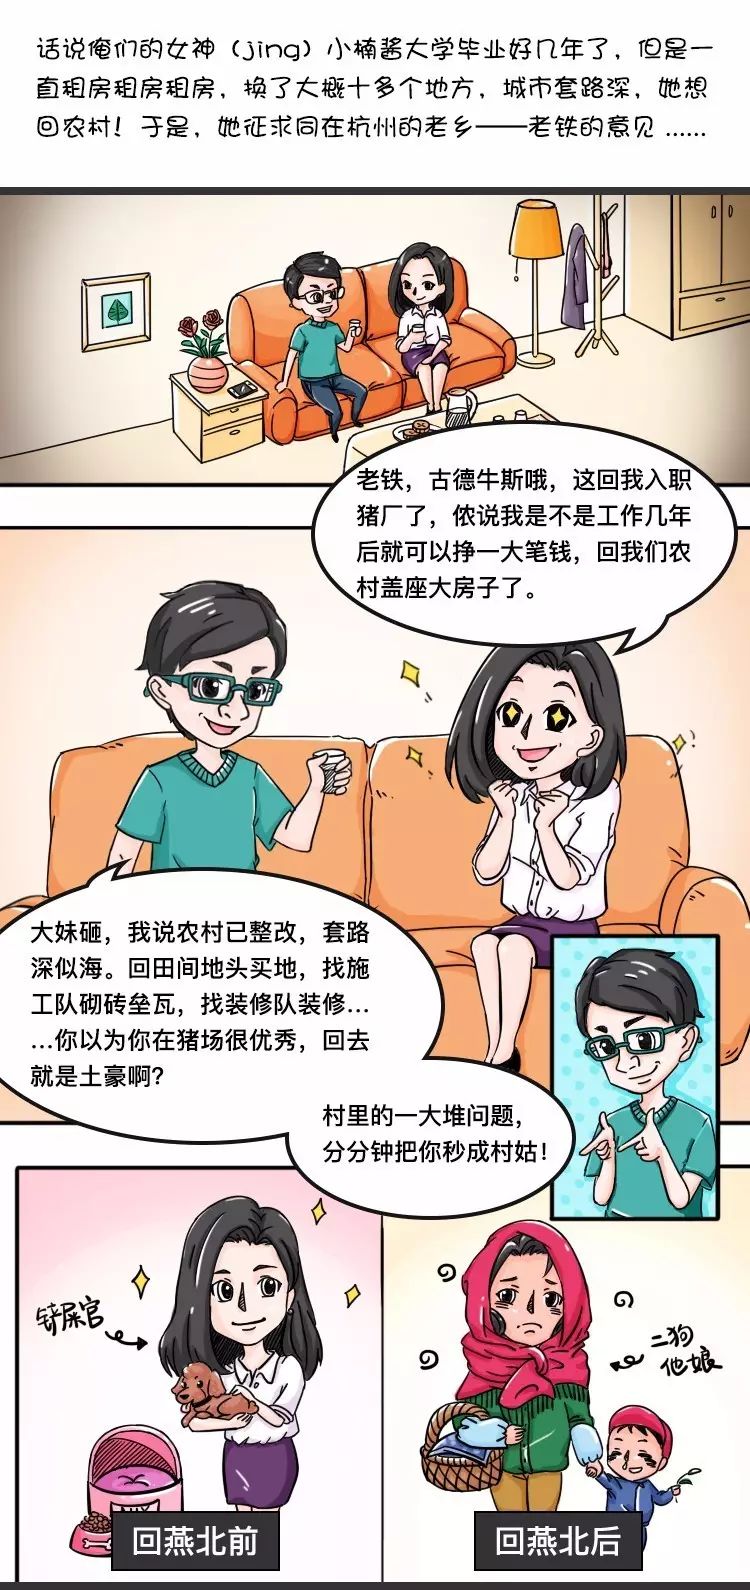 话说俺们的女神（jing）小楠酱大学毕业好几年了，但是一
直租房租房租房，换了大概十多个地方，城市套路深，她想
回农村！于是，她征求同在杭州的老乡——老铁的意见……
老铁，古德牛斯哦，这回我入职
猪厂了，侬说我是不是工作几年
后就可以挣一大笔钱，回我们农
村盖座大房子了。
大妹砸，我说农村已整改，套路
深似海。回田间地头买地，找施
工队砌砖垒瓦，找装修队装修…
…你以为你在猪场很优秀，回去
就是土豪啊？
村里的一大堆问题，
分分钟把你秒成村姑！
铲屎官
二狗
他娘
回燕北前
回燕北后